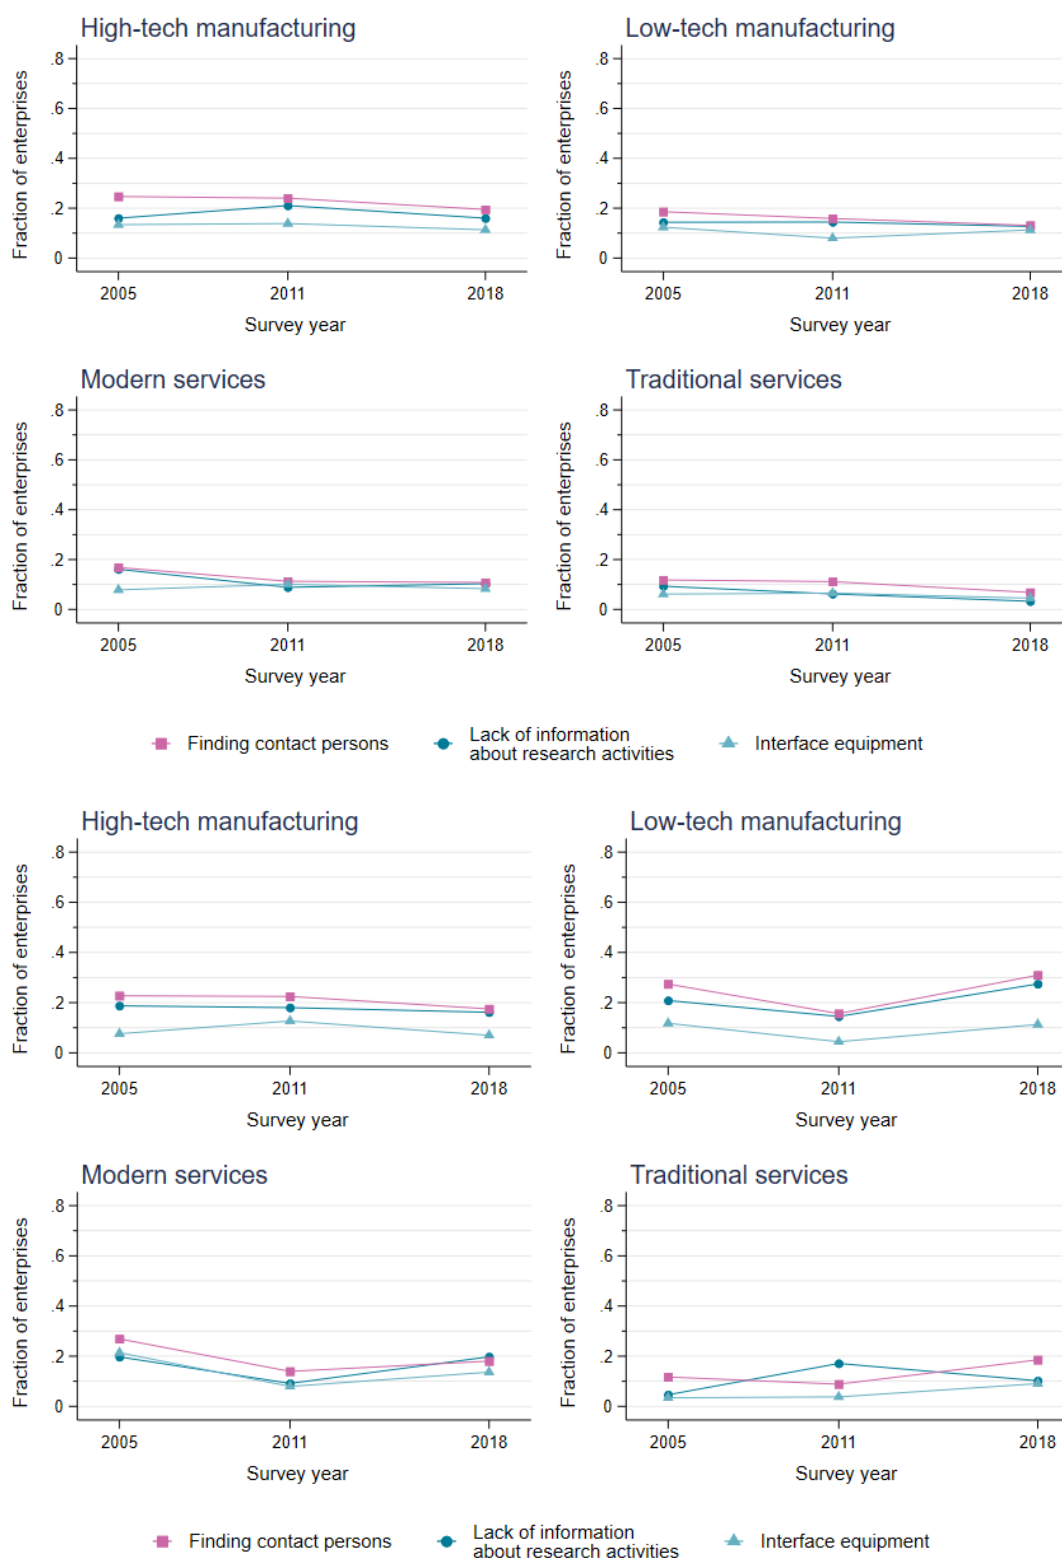 High-tech manufacturing
Low-tech manufacturing
Fraction of enterprises
.8
.6
.4
.2
0
2005 2011 2018
Survey year
Fraction of enterprises
.8
.6
.4
.2
0
2005 2011 2018
Survey year
Modern services
Traditional services
Fraction of enterprises
.8
.6
.4
.2
0
2005 2011 2018
Survey year
Fraction of enterprises
.8
.6
.4
.2
0
2005 2011 2018
Survey year
Finding contact persons
Lack of information
about research activities
Interface equipment
High-tech manufacturing
Low-tech manufacturing
Fraction of enterprises
.8
.6
.4
.2
0
2005 2011 2018
Survey year
Fraction of enterprises
.8
.6
.4
.2
0
2005 2011 2018
Survey year
Modern services
Traditional services
Fraction of enterprises
.8
.6
.4
.2
0
2005 2011 2018
Survey year
Fraction of enterprises
.8
.6
.4
.2
0
2005 2011 2018
Survey year
Finding contact persons
Lack of information
about research activities
Interface equipment